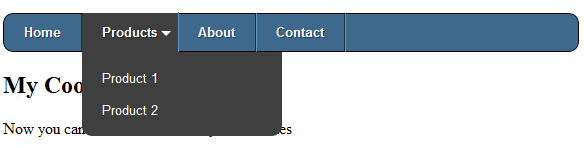 Home Products About Contact
Product 1
My Coo
Product 2
Now you can es